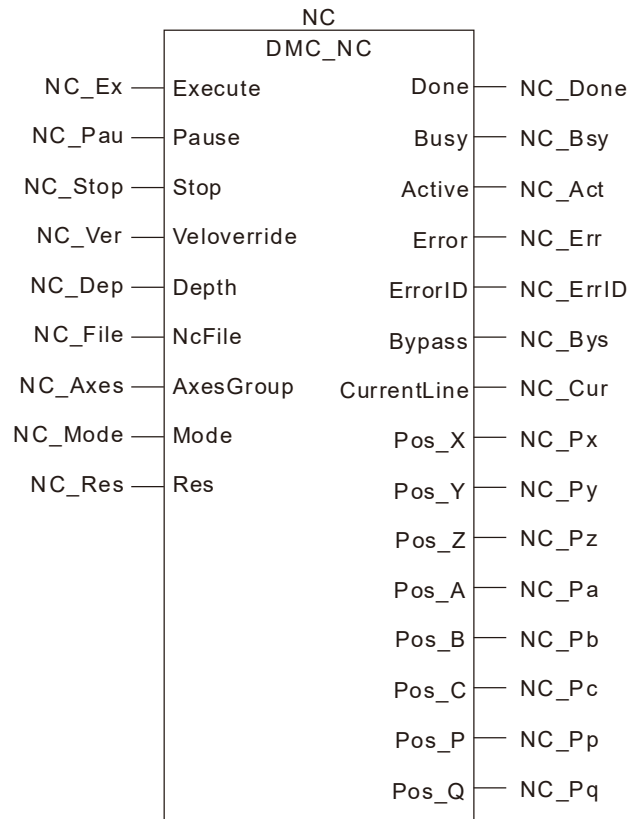 NC
DMC_NC
NC_Ex Execute Done NC_Done
NC_Pau Pause Busy NC_Bsy
NC_Stop Stop Active NC_Act
NC_Ver Veloverride Error NC_Err
NC_Dep Depth ErrorID NC_ErrID
NC_File NcFile Bypass NC_Bys
NC_Axes AxesGroup CurrentLine NC_Cur
NC_Mode Mode Pos_X NC_Px
NC_Res Res Pos_Y NC_Py
Pos_Z NC_Pz
Pos_A NC_Pa
Pos_B NC_Pb
Pos_C NC_Pc
Pos_P NC_Pp
Pos_Q NC_Pq